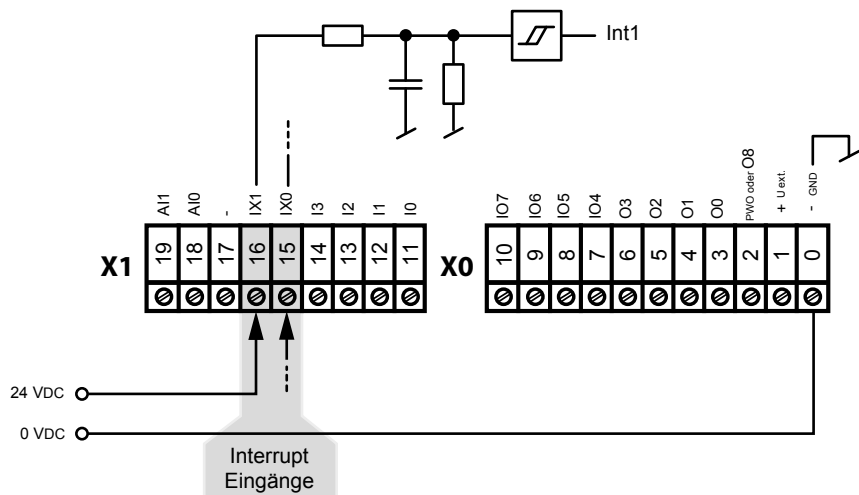 Int1
AI1
AI0
-
IX1
IX0
I3
I2
I1
I0
IO7
IO6
IO5
IO4
O3
O2
O1
O0
PWO oder O8
+ U ext.
- GND
X1
19
18
17
16
15
14
13
12
11
X0
10
9
8
7
6
5
4
3
2
1
0
24 VDC
0 VDC
Interrupt
Eingänge